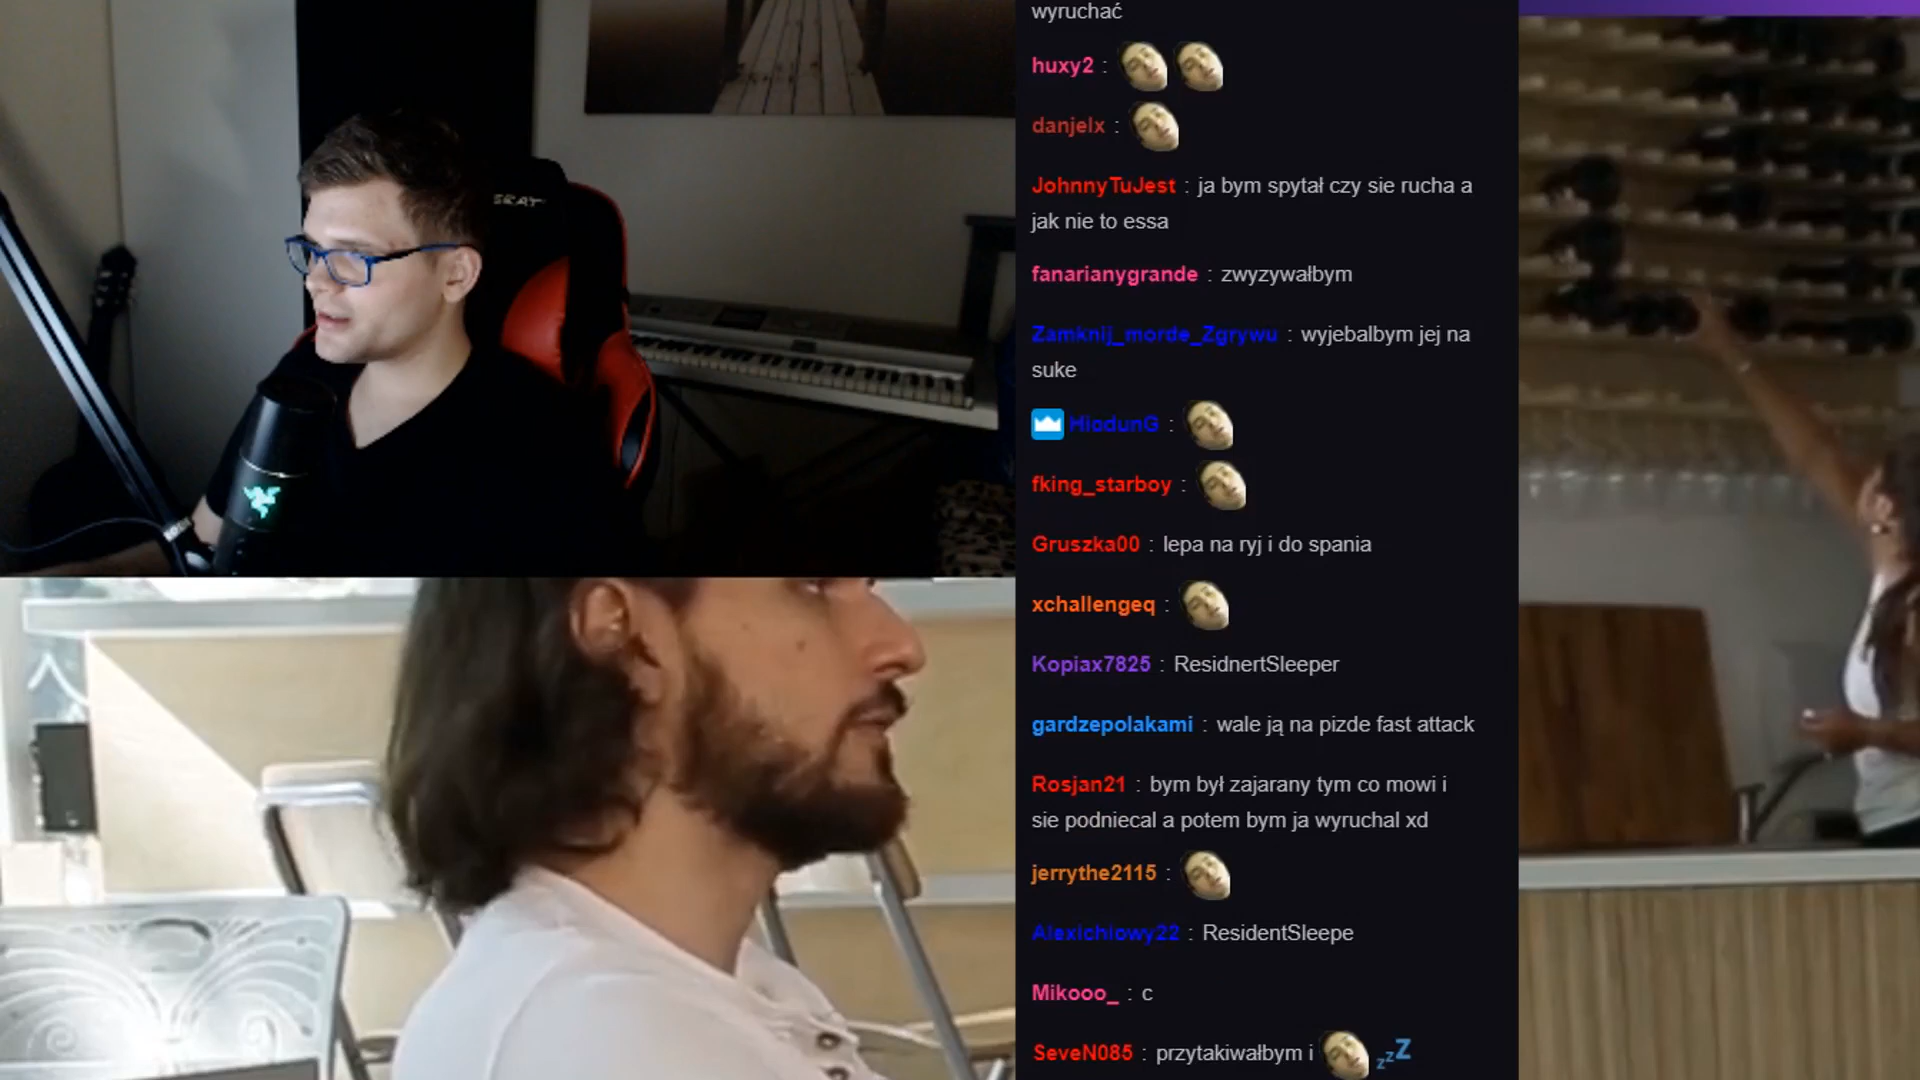 wyruchać
huxy2 :
danjelx :
JohnnyTuJest : ja bym spytał czy sie rucha a
jak nie to essa
fanarianygrande : zwyzywałbym
Zamknij_morde_Zgrywu : wyjebalbym jej na
suke
HiodunG :
fking_starboy :
Gruszka00 : lepa na ryj i do spania
xchallengeq :
Kopiax7825 : ResidnertSleeper
gardzepolakami : wale ją na pizde fast attack
Rosjan21 : bym był zajarany tym co mowi i
sie podniecal a potem bym ja wyruchal xd
jerrythe2115 :
Alexichiowy22 : ResidentSleepe
Mikooo_ : c
SeveN085 : przytakiwałbym i zzZ